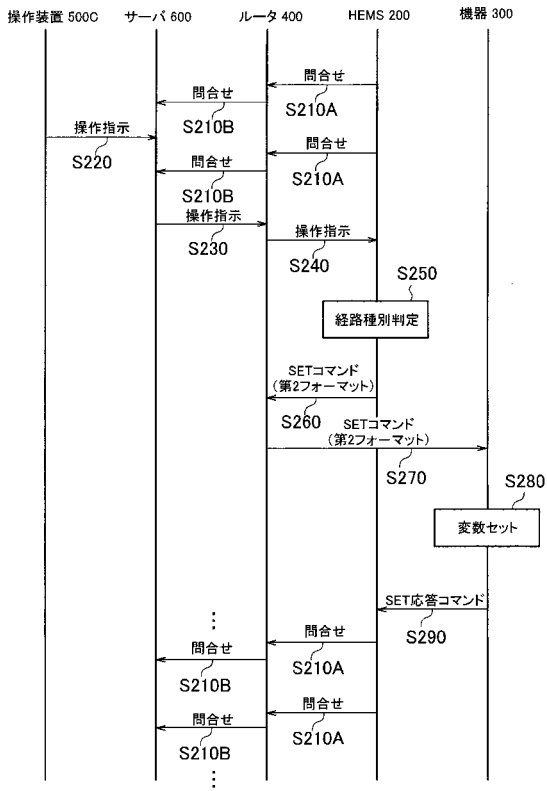 操作装置 500C
サーバ 600
ルータ 400
HEMS 200
機器 300
問合せ
S210A
問合せ
S210B
操作指示
S220
問合せ
S210A
問合せ
S210B
操作指示
S230
操作指示
S240
S250
経路種別判定
SETコマンド
(第2フォーマット)
S260
SETコマンド
(第2フォーマット)
S270
S280
変数セット
SET応答コマンド
S290
問合せ
S210A
問合せ
S210B
問合せ
S210A
問合せ
S210B